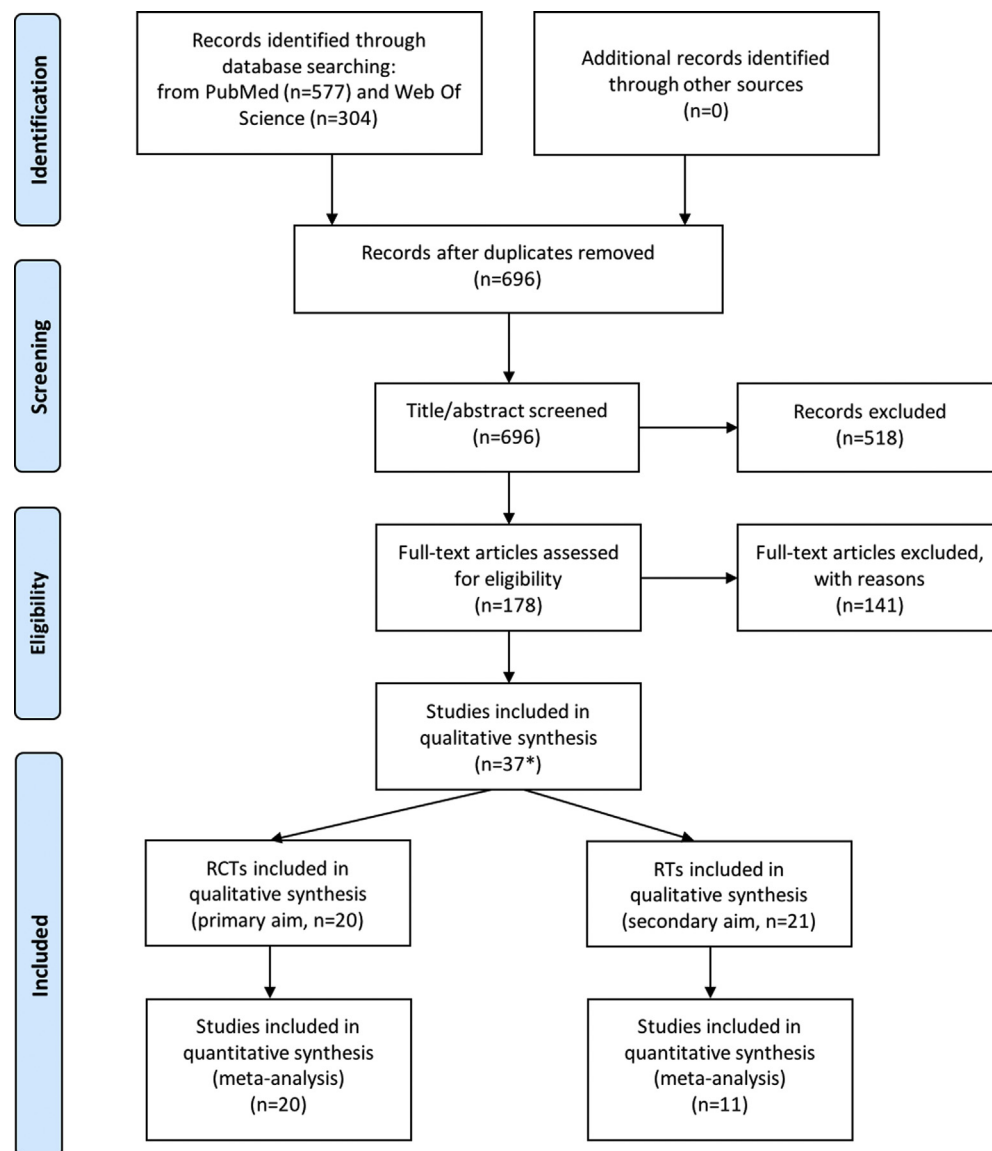 Identification
Records identified through
database searching:
from PubMed (n=577) and Web Of
Science (n=304)
Additional records identified
through other sources
(n=0)
Records after duplicates removed
(n=696)
Screening
Title/abstract screened
(n=696)
Records excluded
(n=518)
Eligibility
Full-text articles assessed
for eligibility
(n=178)
Full-text articles excluded,
with reasons
(n=141)
Studies included in
qualitative synthesis
(n=37*)
Included
RCTs included in
qualitative synthesis
(primary aim, n=20)
RTs included in
qualitative synthesis
(secondary aim, n=21)
Studies included in
quantitative synthesis
(meta-analysis)
(n=20)
Studies included in
quantitative synthesis
(meta-analysis)
(n=11)